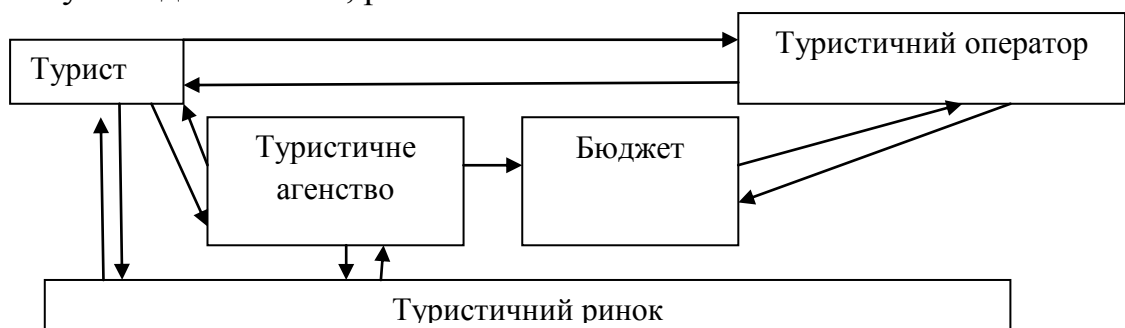 Турист
Туристичний оператор
Туристичне
агенство
Бюджет
Туристичний ринок